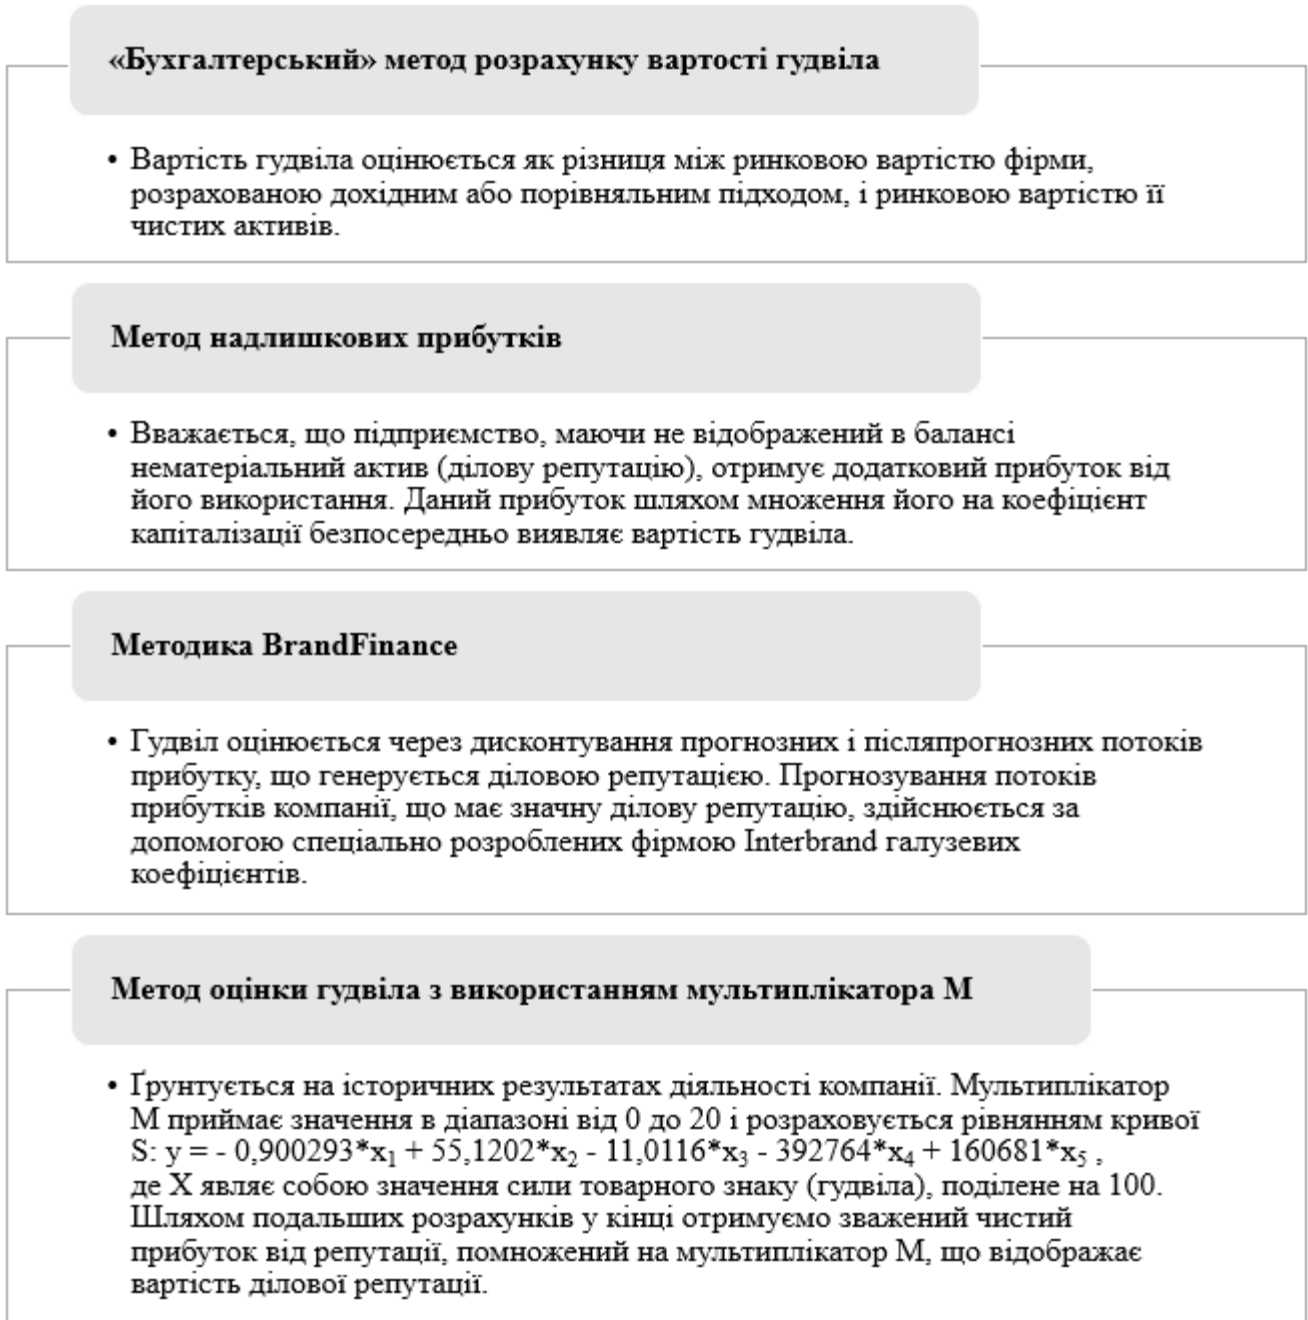 «Бухгалтерський» метод розрахунку вартості гудвіла
• Вартість гудвіла оцінюється як різниця між ринковою вартістю фірми,
розрахованою дохідним або порівняльним підходом, і ринковою вартістю її
чистих активів.
Метод надлишкових прибутків
• Вважається, що підприємство, маючи не відображений в балансі
нематеріальний актив (ділову репутацію), отримує додатковий прибуток від
його використання. Даний прибуток шляхом множення його на коефіцієнт
капіталізації безпосередньо виявляє вартість гудвіла.
Методика BrandFinance
• Гудвіл оцінюється через дисконтування прогнозних і післяпрогнозних потоків
прибутку, що генерується діловою репутацією. Прогнозування потоків
прибутків компанії, що має значну ділову репутацію, здійснюється за
допомогою спеціально розроблених фірмою Interbrand галузевих
коефіцієнтів.
Метод оцінки гудвіла з використанням мультиплікатора М
• Ґрунтується на історичних результатах діяльності компанії. Мультиплікатор
М приймає значення в діапазоні від 0 до 20 і розраховується рівнянням кривої
S: y = - 0,900293*x₁ + 55,1202*x₂ - 11,0116*x₃ - 392764*x₄ + 160681*x₅ ,
де X являє собою значення сили товарного знаку (гудвіла), поділене на 100.
Шляхом подальших розрахунків у кінці отримуємо зважений чистий
прибуток від репутації, помножений на мультиплікатор М, що відображає
вартість ділової репутації.